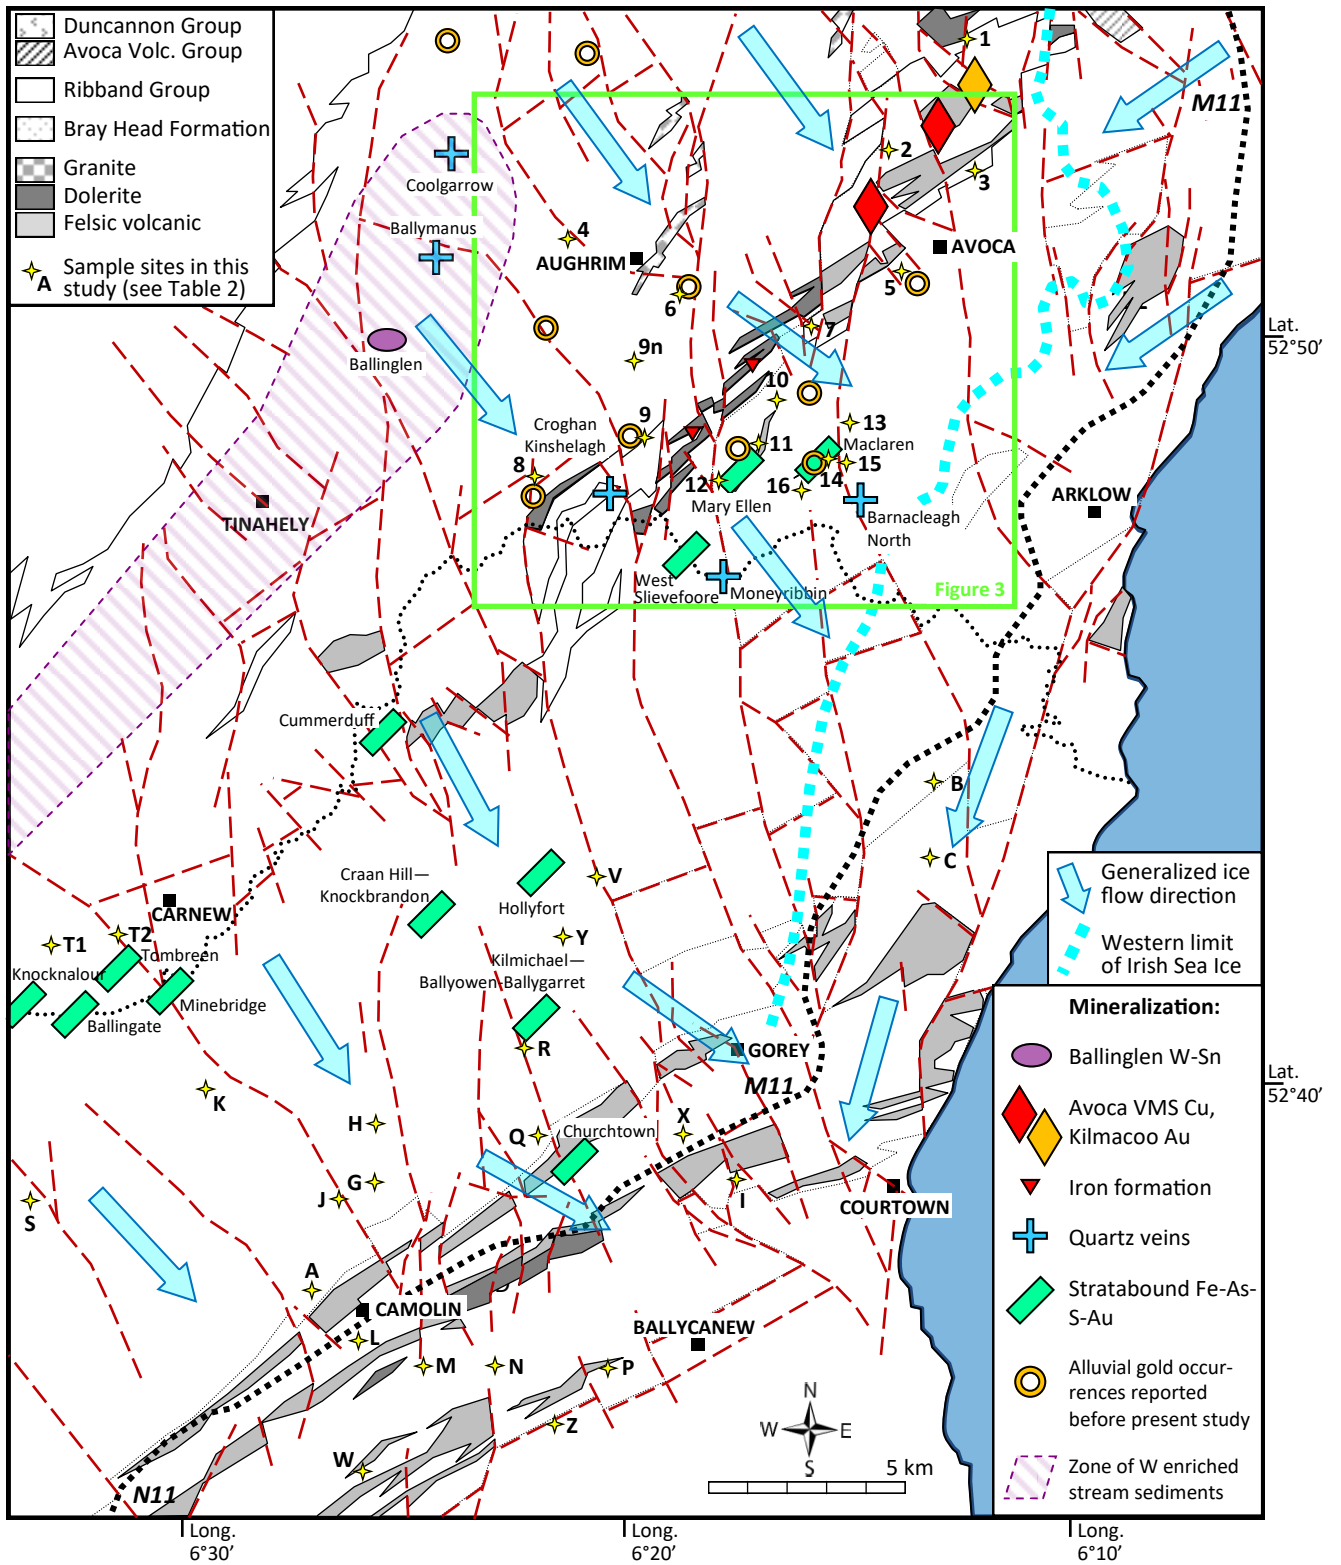 Duncannon Group
Avoca Volc. Group
Ribband Group
Bray Head Formation
Granite
Dolerite
Felsic volcanic
A
Sample sites in this
study (see Table 2)
1
M11
2
3
Coolgarrow
Ballymanus
4
AUGHRIM
AVOCA
5
6
7
Lat.
52°50’
Ballinglen
9n
10
Croghan
Kinshelagh
9
13
11
Maclaren
8
12
14
15
16
Mary Ellen
TINAHELY
ARKLOW
Barnacleagh
North
West
Slievefoore
Moneyribbin
Figure 3
Cummerduff
B
C
Craan Hill—
Knockbrandon
V
Hollyfort
CARNEW
T1
T2
Y
Tombreen
Knocknalour
Kilmichael—
Ballyowen-Ballygarret
Minebridge
Ballingate
R
GOREY
M11
K
H
Q
Churchtown
X
G
J
I
S
COURTOWN
A
CAMOLIN
L
BALLYCANEW
M
N
P
Z
W
N11
N
W
E
S
5 km
Generalized ice
flow direction
Western limit
of Irish Sea Ice
Mineralization:
Ballinglen W-Sn
Lat.
52°40’
Avoca VMS Cu,
Kilmacoo Au
Iron formation
Quartz veins
Stratabound Fe-As-
S-Au
Alluvial gold occur-
rences reported
before present study
Zone of W enriched
stream sediments
Long.
6°30’
Long.
6°20’
Long.
6°10’